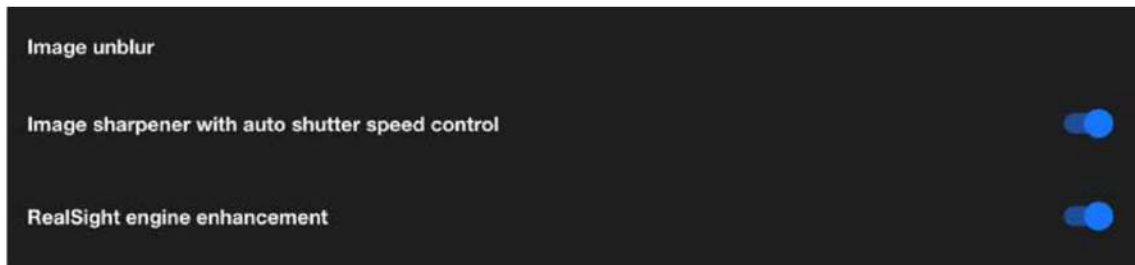 Image unblur
Image sharpener with auto shutter speed control
RealSight engine enhancement